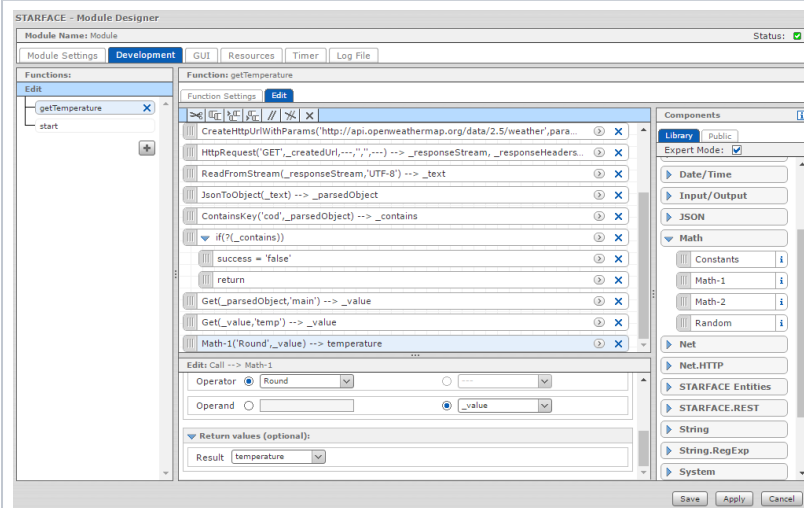 STARFACE - Module Designer
Module Name: Module
Status:
Module Settings
Development
GUI
Resources
Timer
Log File
Functions:
Edit
getTemperature
start
Function: getTemperature
Function Settings
Edit
CreateHttpUrlWithParams('http://api.openweathermap.org/data/2.5/weather',para...
HttpRequest('GET',_createdUrl,---,'','',---) --> _responseStream, _responseHeaders...
ReadFromStream(_responseStream,'UTF-8') --> _text
JsonToObject(_text) --> _parsedObject
ContainsKey('cod',_parsedObject) --> _contains
if(?(_contains))
success = 'false'
return
Get(_parsedObject,'main') --> _value
Get(_value,'temp') --> _value
Math-1('Round',_value) --> temperature
Edit: Call --> Math-1
Operator Round ---
Operand _value
Return values (optional):
Result temperature
Components
Library
Public
Expert Mode:
Date/Time
Input/Output
JSON
Math
Constants
Math-1
Math-2
Random
Net
Net.HTTP
STARFACE Entities
STARFACE.REST
String
String.RegExp
System
Save
Apply
Cancel